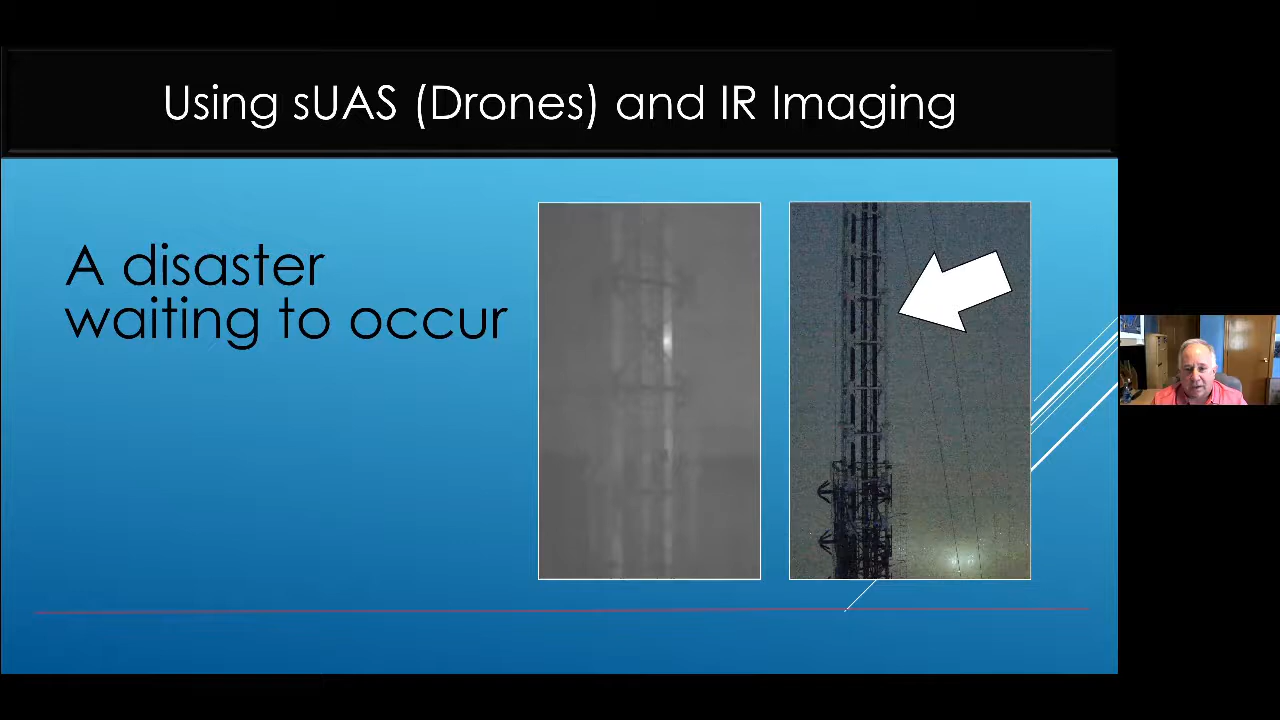 Using sUAS (Drones) and IR Imaging
A disaster
waiting to occur